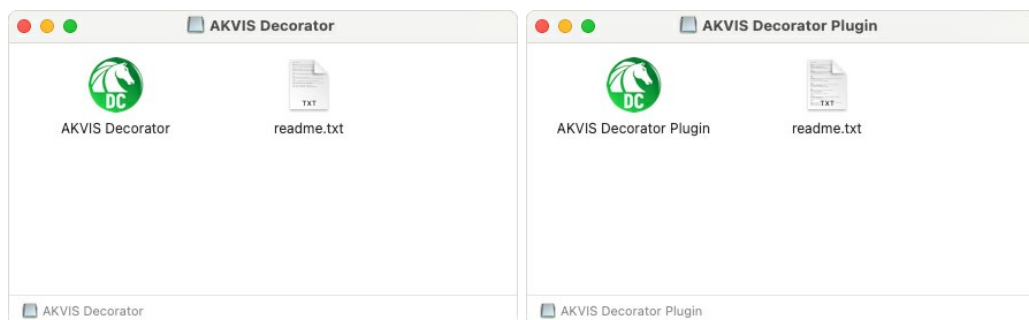 AKVIS Decorator
DC
TXT
AKVIS Decorator
readme.txt
AKVIS Decorator
AKVIS Decorator Plugin
DC
TXT
AKVIS Decorator Plugin
readme.txt
AKVIS Decorator Plugin